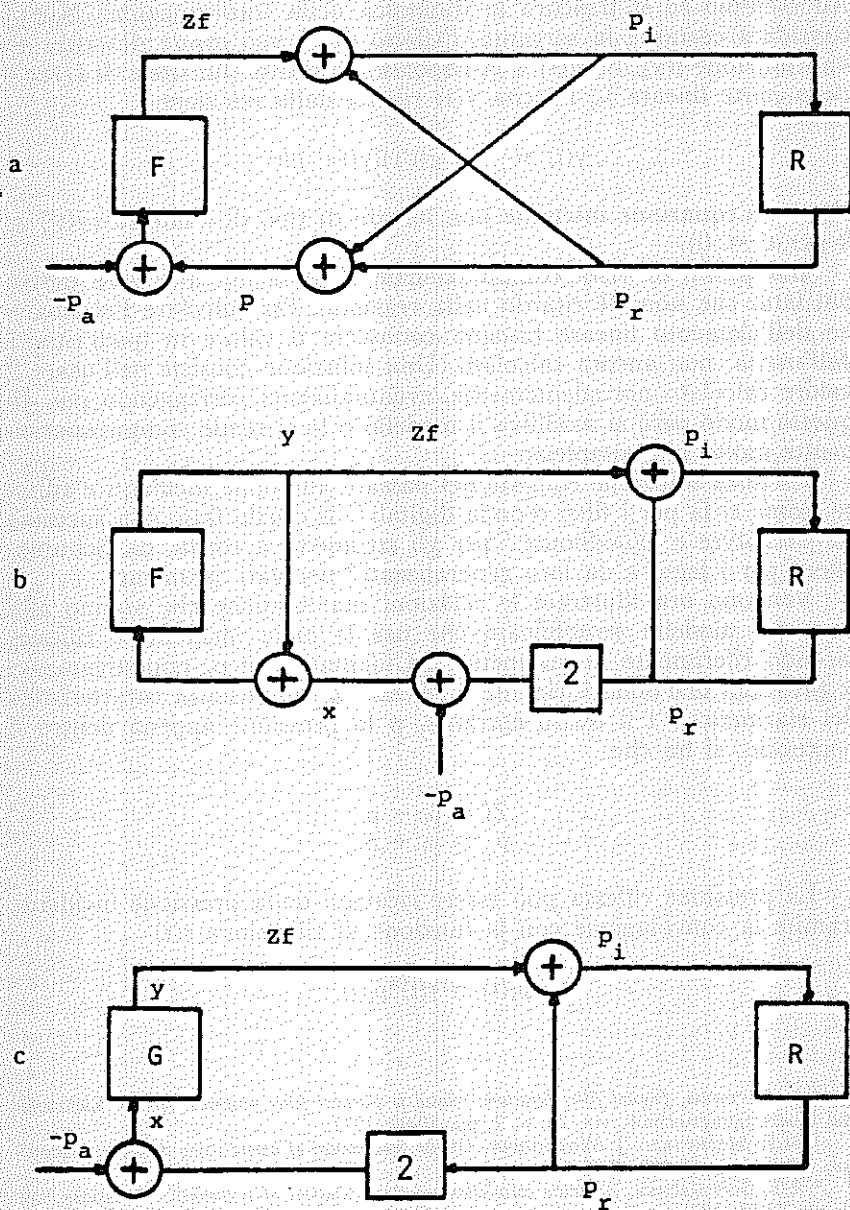 Zf
+
p_i
a
F
R
-p_a
+
p
+
p_r
y
Zf
+
p_i
b
F
R
+
x
+
2
p_r
-p_a
Zf
+
p_i
y
c
G
R
x
-p_a
+
2
p_r